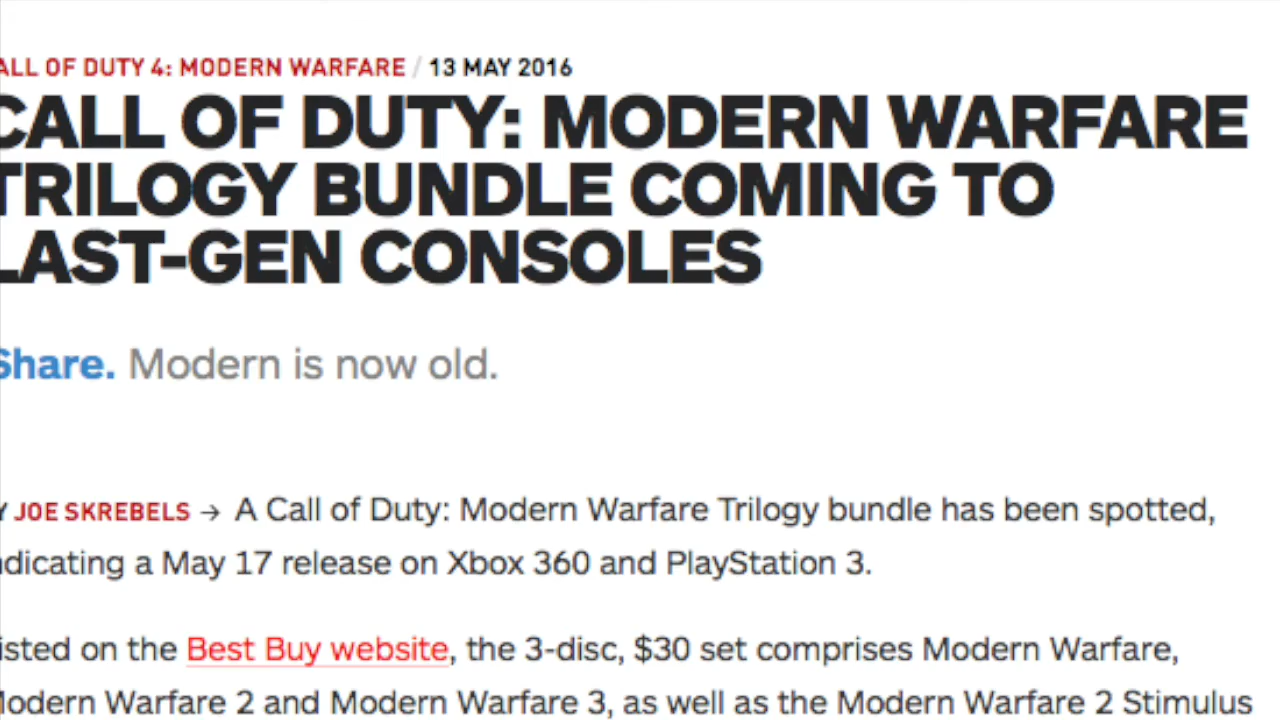 ALL OF DUTY 4: MODERN WARFARE / 13 MAY 2016
CALL OF DUTY: MODERN WARFARE
TRILOGY BUNDLE COMING TO
LAST-GEN CONSOLES
Share. Modern is now old.
Y JOE SKREBELS → A Call of Duty: Modern Warfare Trilogy bundle has been spotted,
ndicating a May 17 release on Xbox 360 and PlayStation 3.
isted on the Best Buy website, the 3-disc, $30 set comprises Modern Warfare,
Modern Warfare 2 and Modern Warfare 3, as well as the Modern Warfare 2 Stimulus